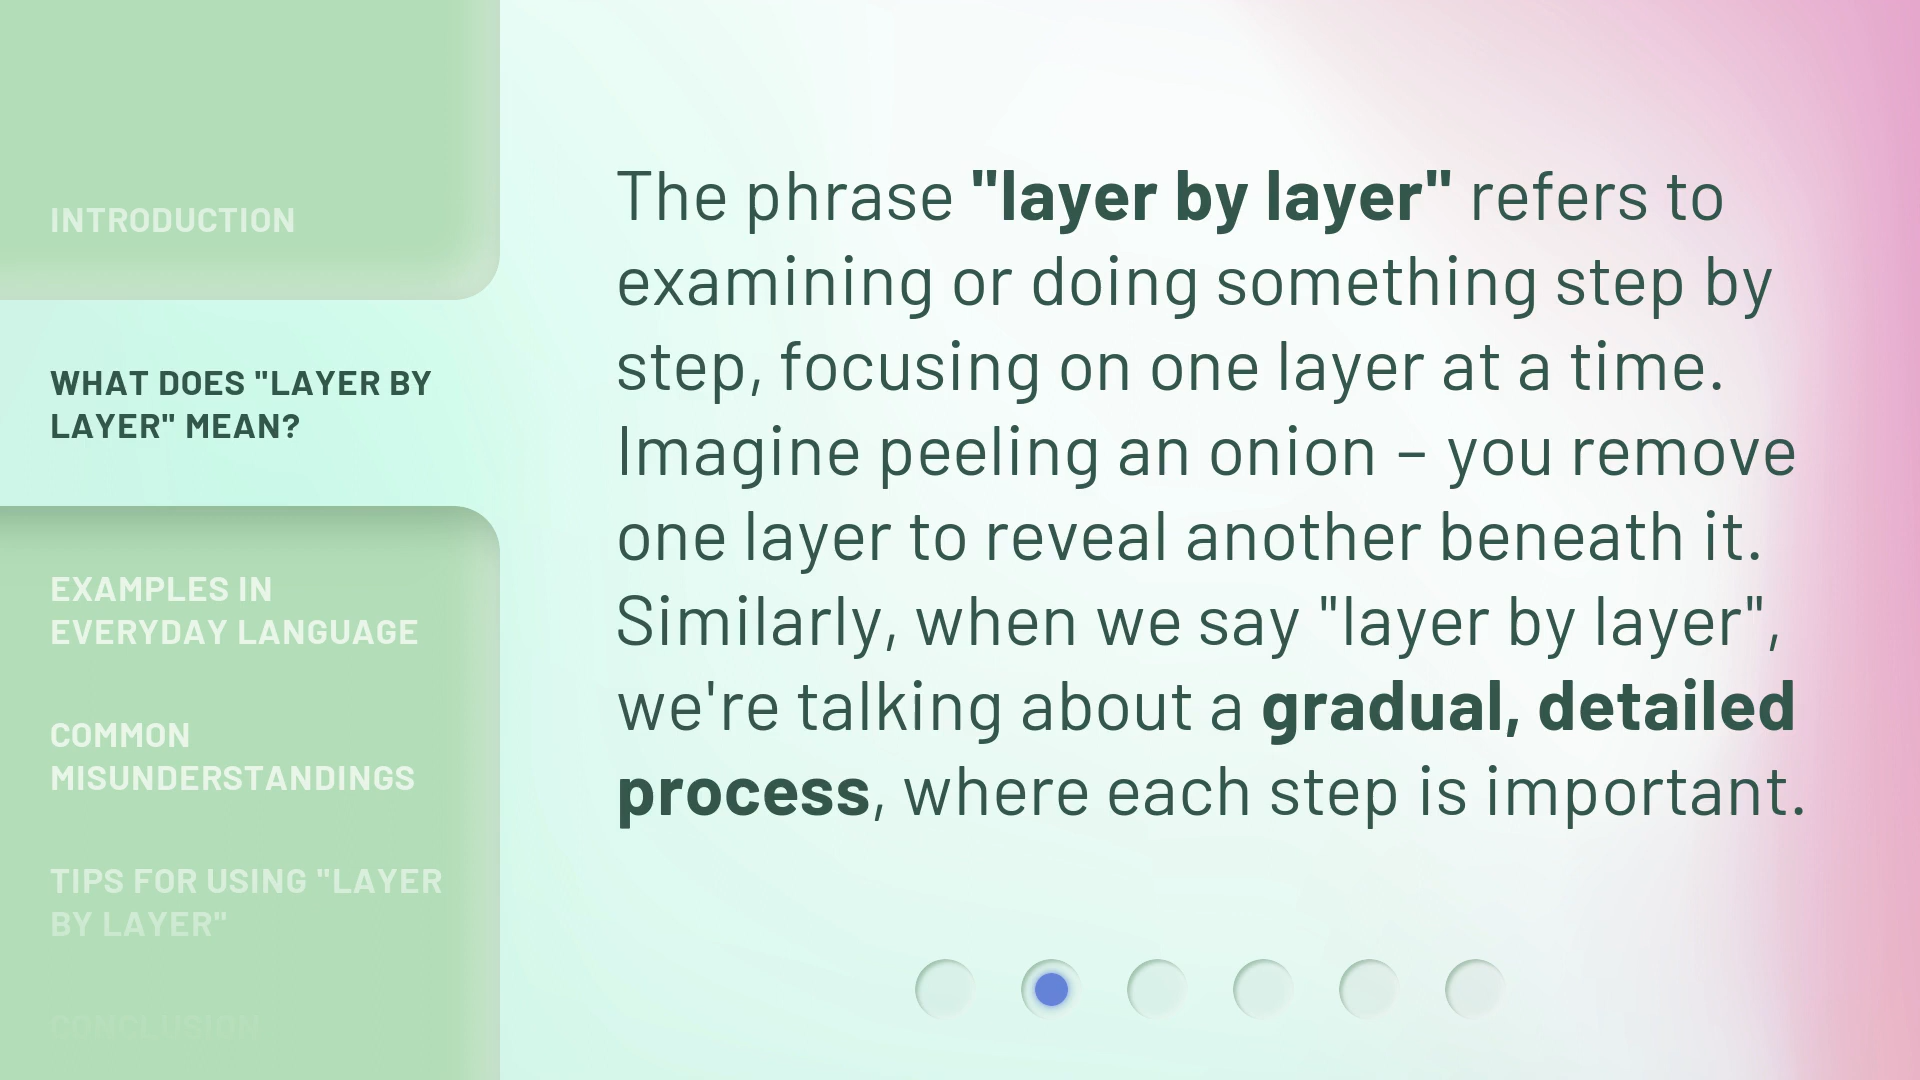 INTRODUCTION
WHAT DOES "LAYER BY
LAYER" MEAN?
EXAMPLES IN
EVERYDAY LANGUAGE
COMMON
MISUNDERSTANDINGS
TIPS FOR USING "LAYER
BY LAYER"
CONCLUSION
The phrase "layer by layer" refers to
examining or doing something step by
step, focusing on one layer at a time.
Imagine peeling an onion – you remove
one layer to reveal another beneath it.
Similarly, when we say "layer by layer",
we're talking about a gradual, detailed
process, where each step is important.